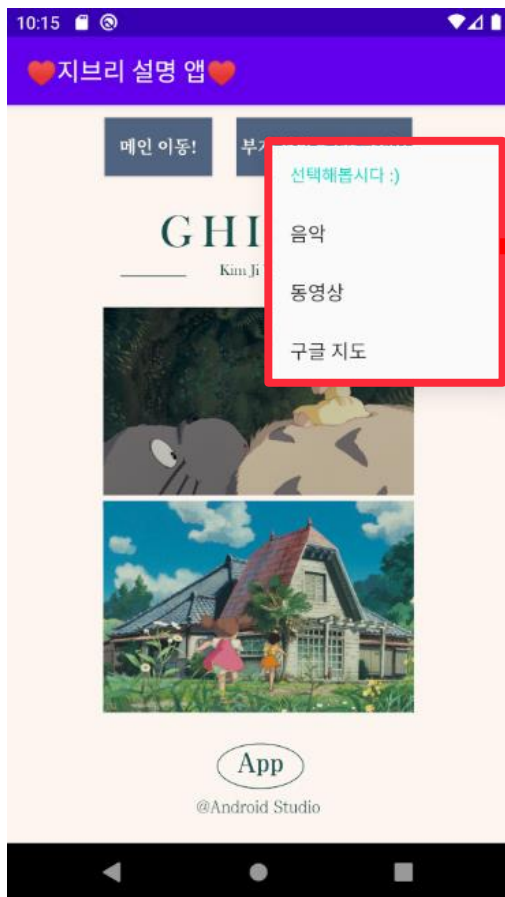 10:15
❤️지브리 설명 앱❤️
메인 이동!
선택해봅시다 :)
음악
동영상
구글 지도
GHI
Kim Ji
App
@Android Studio